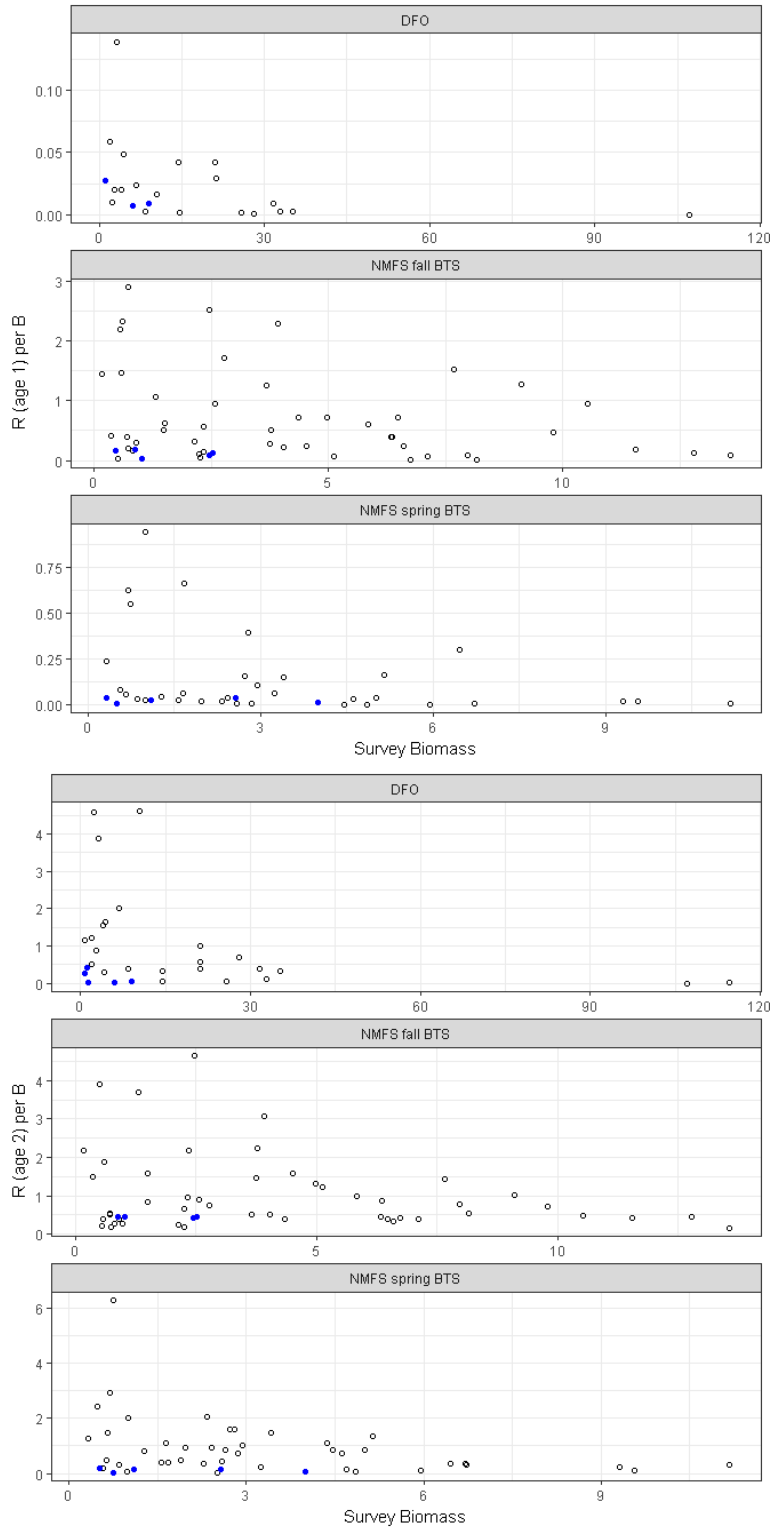 DFO
0.10
0.05
0.00
0 30 60 90 120
NMFS fall BTS
R (age 1) per B
3
2
1
0
0 5 10
NMFS spring BTS
0.75
0.50
0.25
0.00
0 3 6 9
Survey Biomass
DFO
4
3
2
1
0
0 30 60 90 120
NMFS fall BTS
R (age 2) per B
4
3
2
1
0
0 5 10
NMFS spring BTS
6
4
2
0
0 3 6 9
Survey Biomass